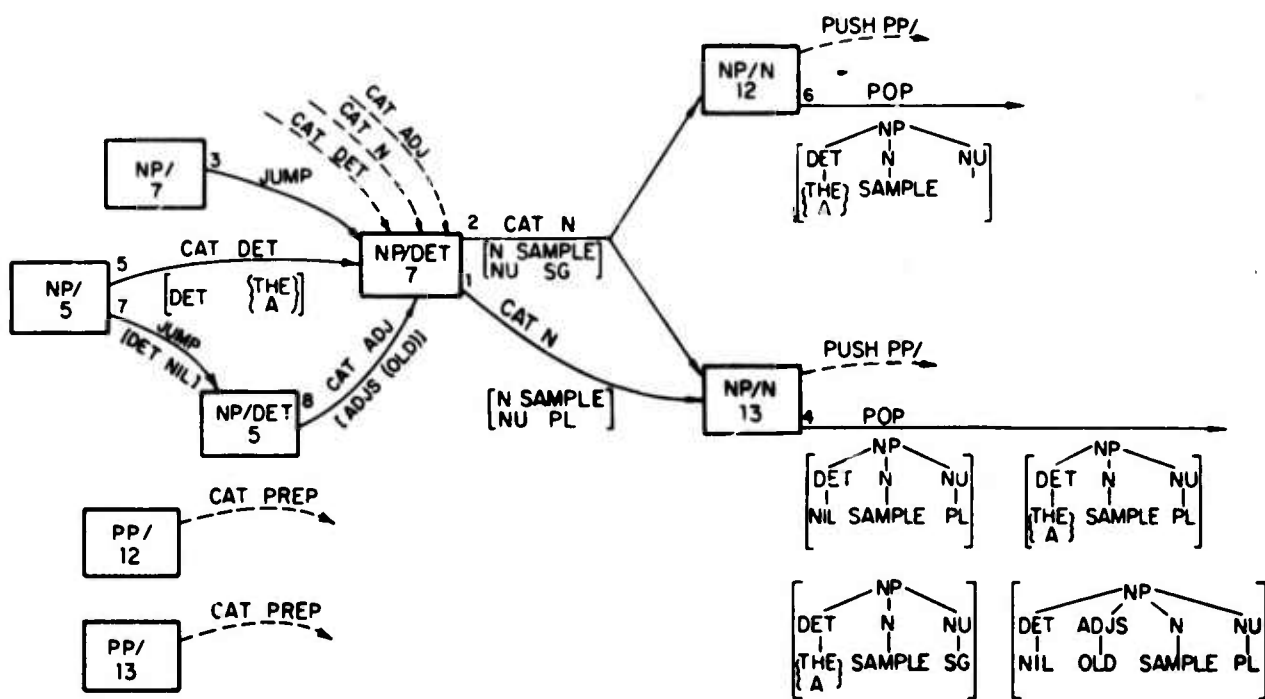 PUSH PP/
NP/N
12
6
POP
NP
DET N NU
{THE A} SAMPLE
CAT ADJ
CAT N
CAT DET
NP/
7
3
JUMP
NP/DET
7
2
CAT N
[N SAMPLE
NU SG]
1
CAT N
[N SAMPLE
NU PL]
NP/
5
5
CAT DET
[DET {THE A}]
7
JUMP
[DET NIL]
NP/DET
5
8
CAT ADJ
[ADJS (OLD)]
PUSH PP/
NP/N
13
4
POP
NP
DET N NU
NIL SAMPLE PL
NP
DET N NU
{THE A} SAMPLE PL
NP
DET N NU
{THE A} SAMPLE SG
NP
DET ADJS N NU
NIL OLD SAMPLE PL
CAT PREP
PP/
12
CAT PREP
PP/
13